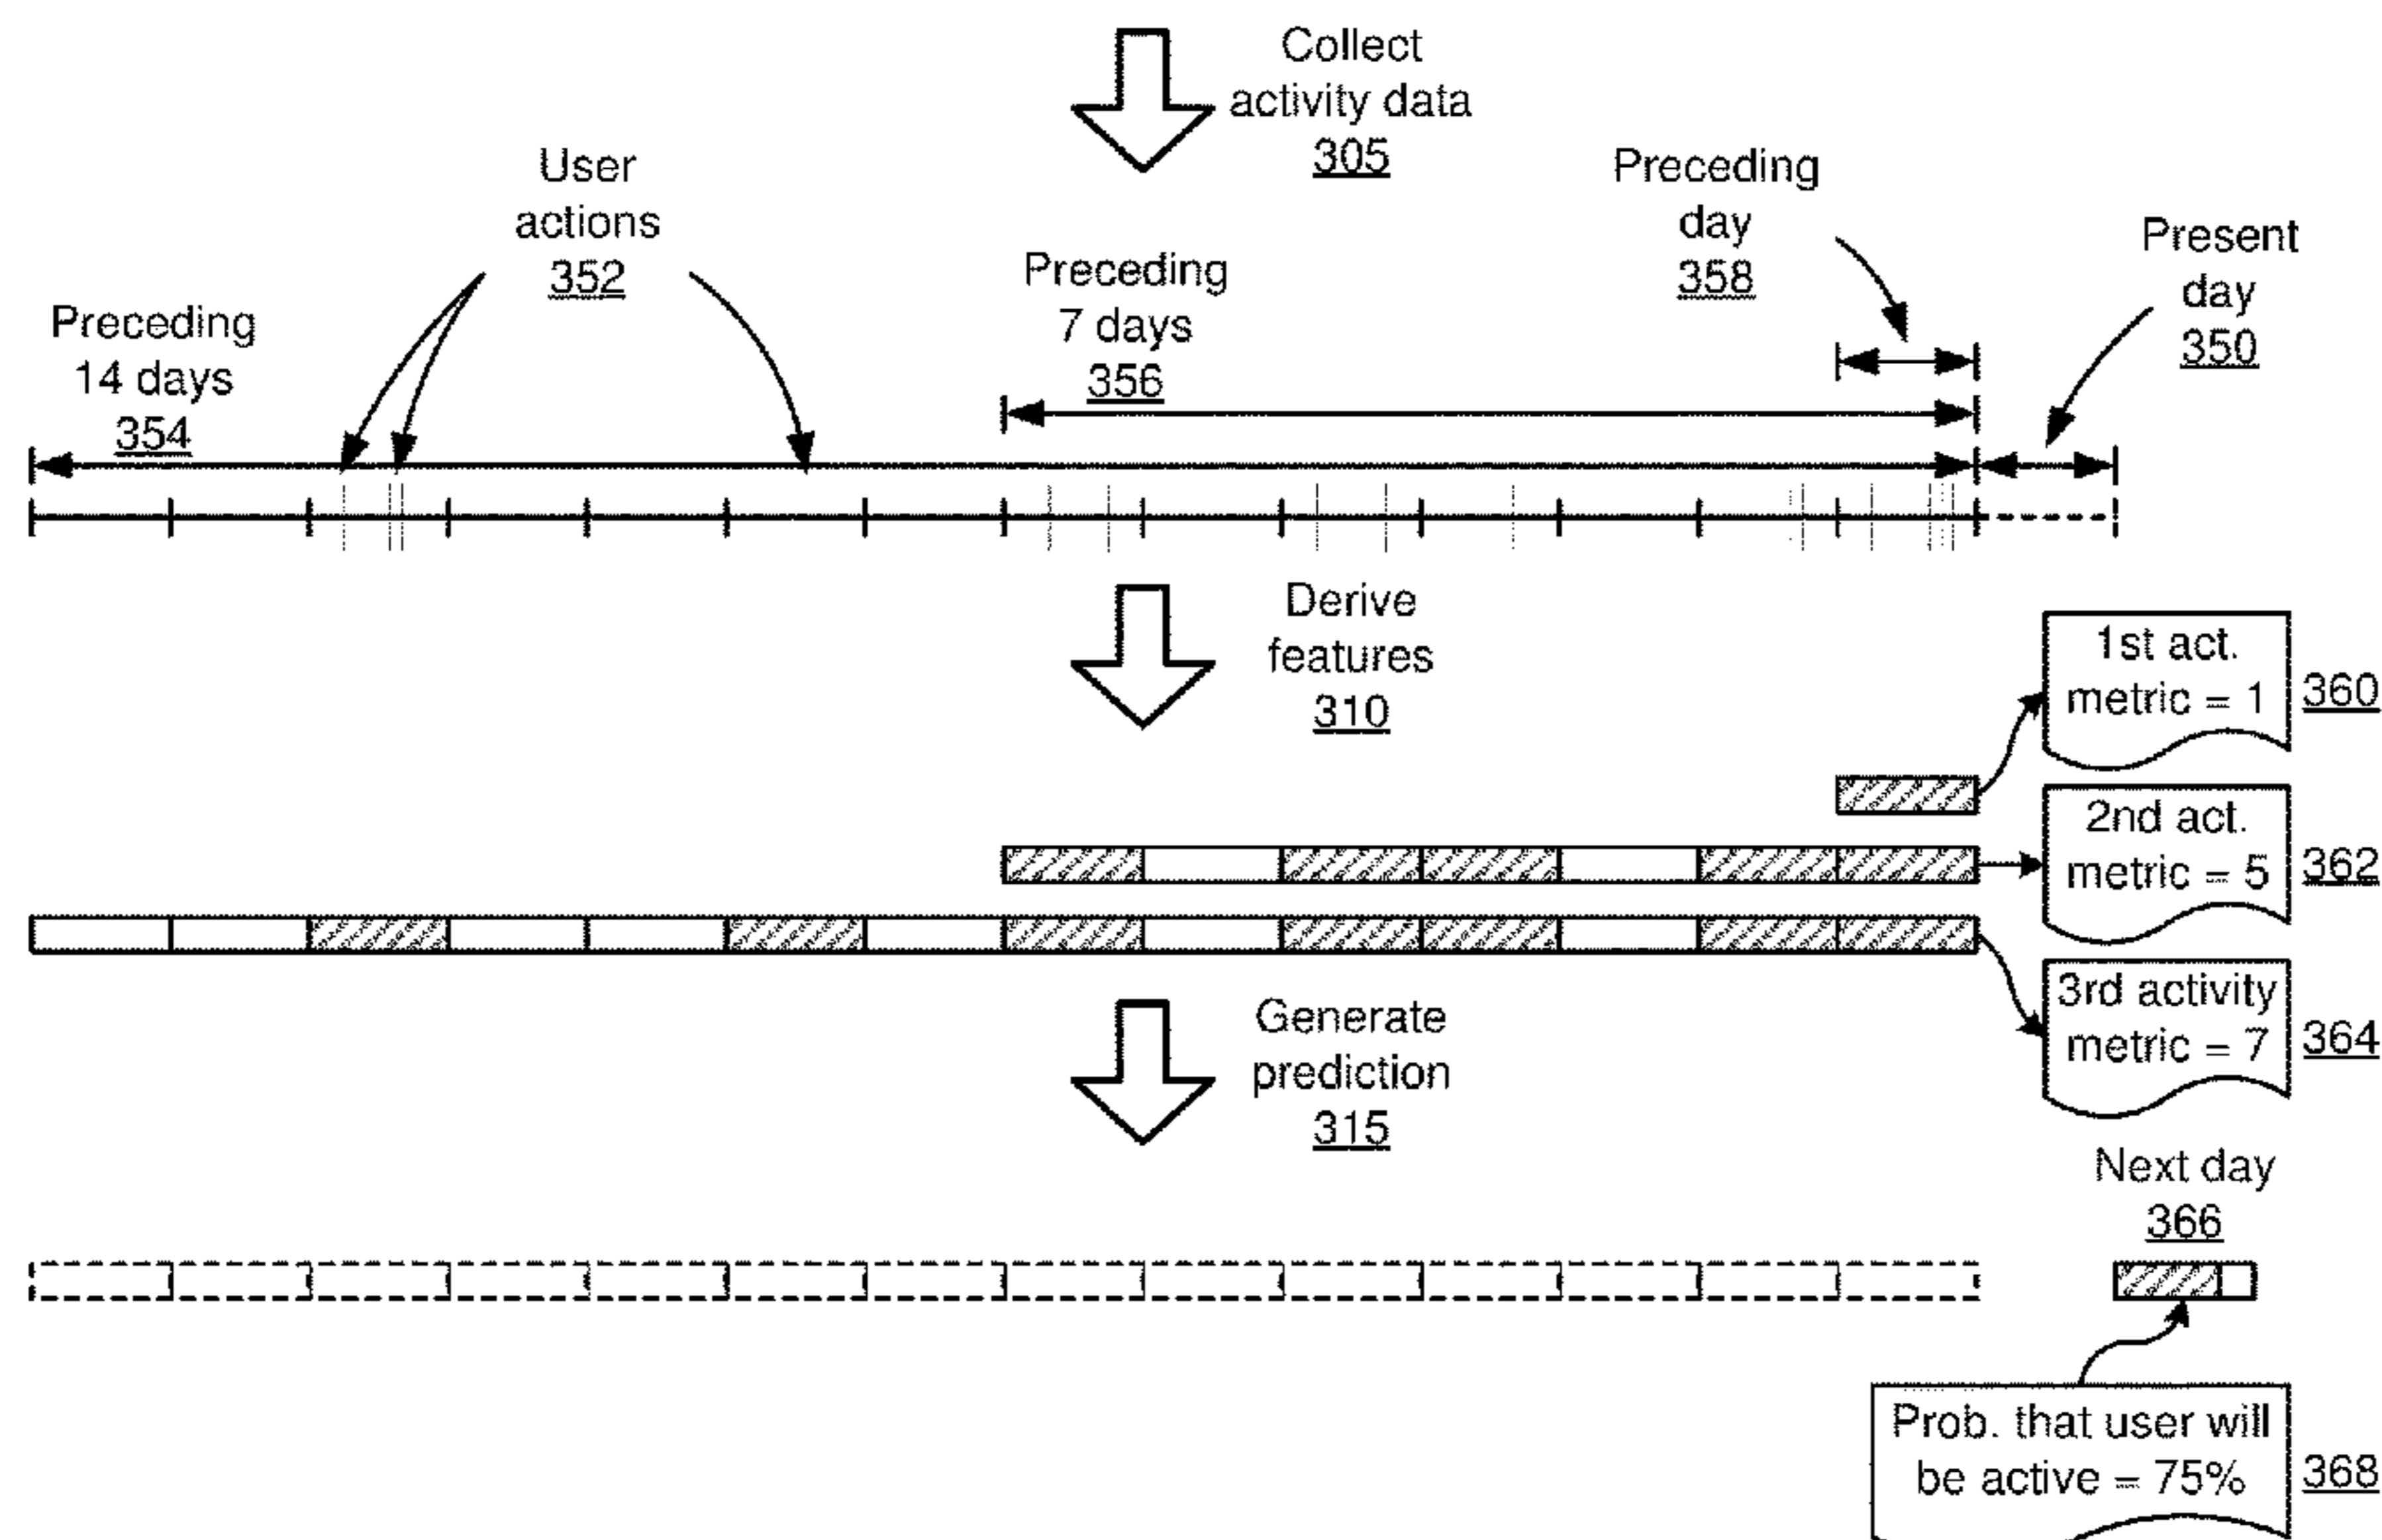 Collect
activity data
305
User
actions
352
Preceding
day
358
Present
day
350
Preceding
7 days
356
Preceding
14 days
354
Derive
features
310
1st act.
metric = 1
360
2nd act.
metric = 5
362
3rd activity
metric = 7
364
Generate
prediction
315
Next day
366
Prob. that user will
be active = 75%
368